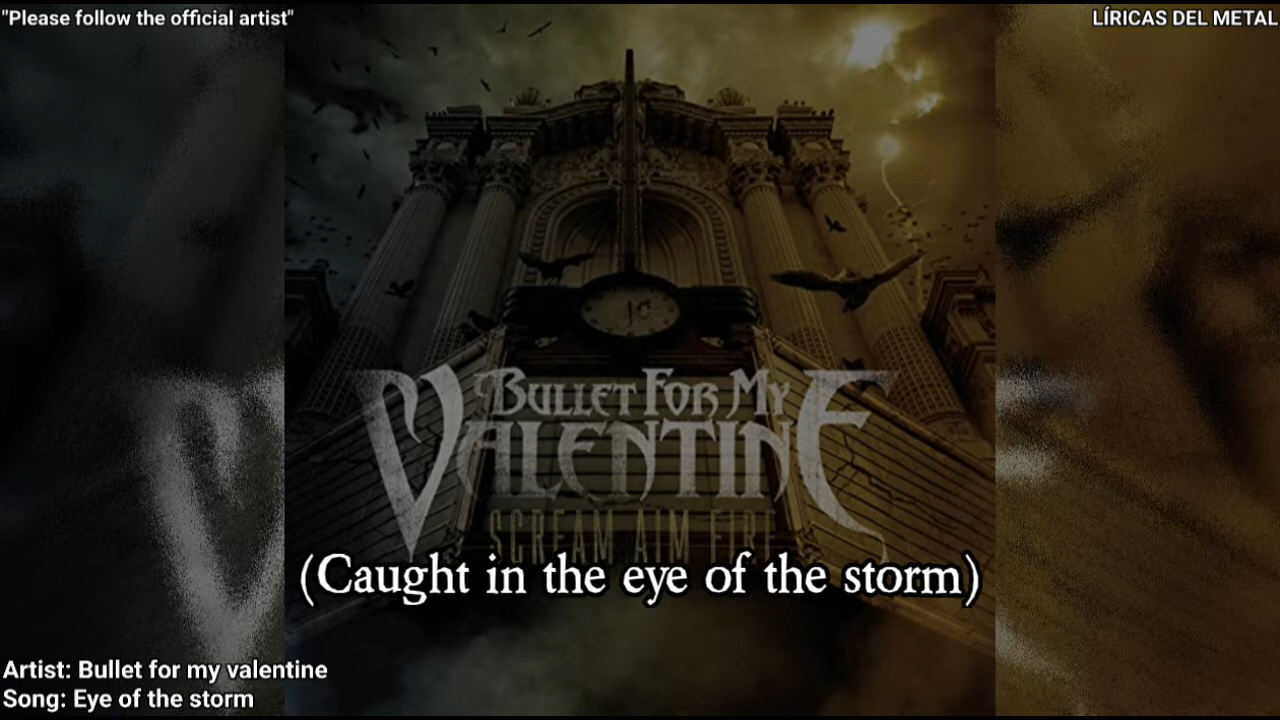 "Please follow the official artist"
LÍRICAS DEL METAL
BULLET FOR MY
VALENTINE
SCREAM AIM FIRE
(Caught in the eye of the storm)
Artist: Bullet for my valentine
Song: Eye of the storm